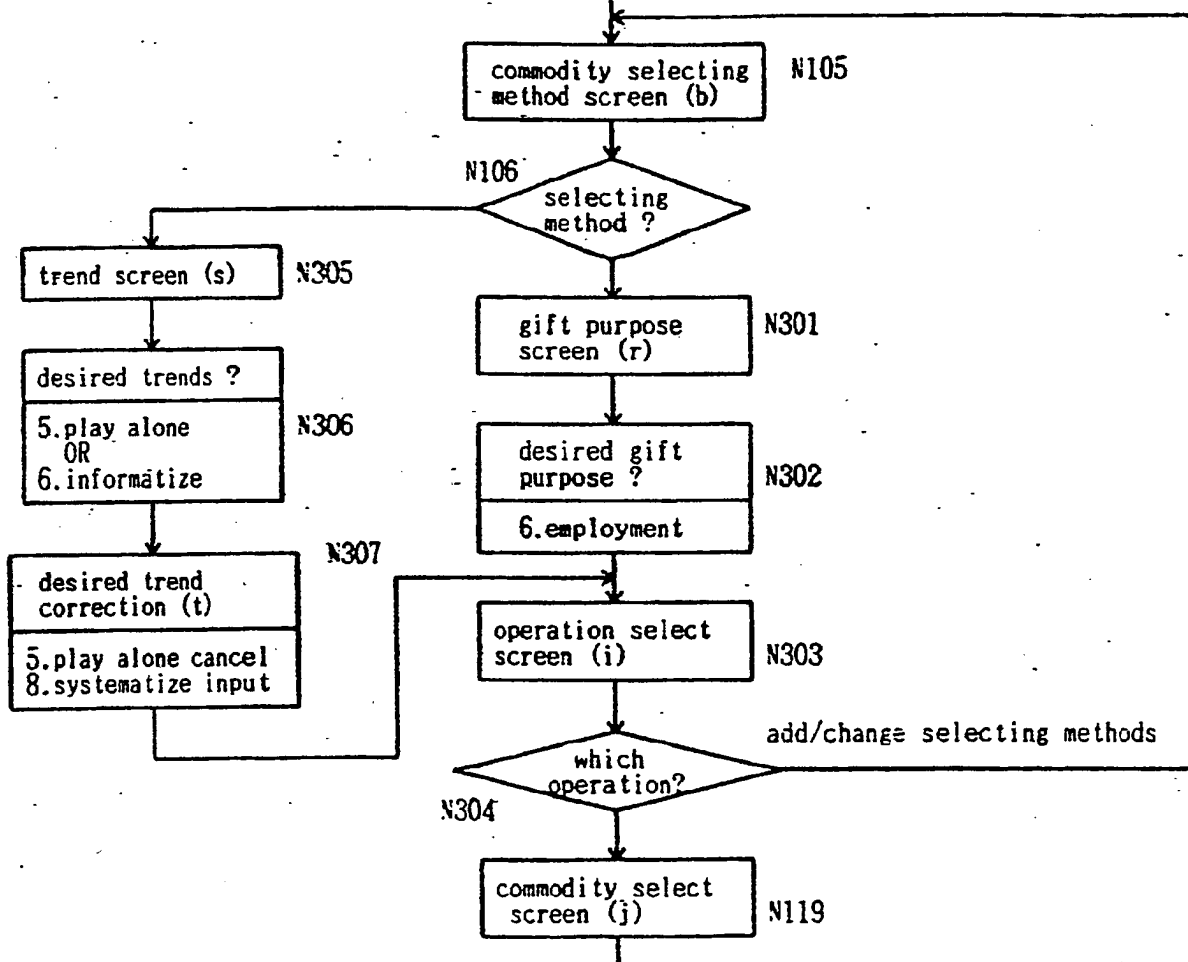 commodity selecting
method screen (b)
N105
N106
selecting
method ?
trend screen (s)
N305
gift purpose
screen (r)
N301
desired trends ?
5.play alone
OR
6.informatize
N306
desired gift
purpose ?
6.employment
N302
N307
desired trend
correction (t)
5.play alone cancel
8.systematize input
operation select
screen (i)
N303
which
operation?
N304
add/change selecting methods
commodity select
screen (j)
N119